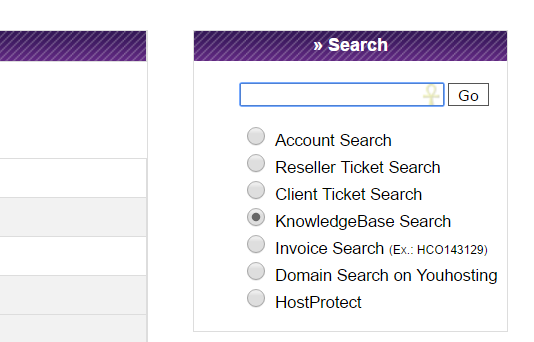 » Search
Go
Account Search
Reseller Ticket Search
Client Ticket Search
KnowledgeBase Search
Invoice Search (Ex.: HCO143129)
Domain Search on Youhosting
HostProtect